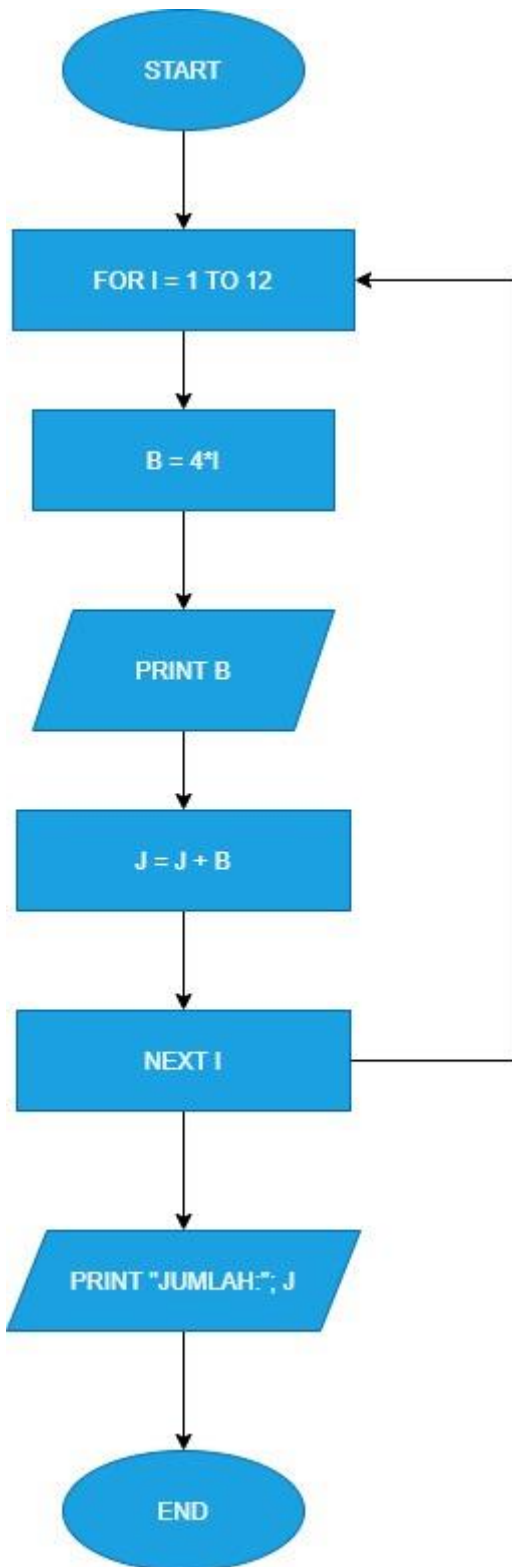 START
FOR I = 1 TO 12
B = 4*I
PRINT B
J = J + B
NEXT I
PRINT "JUMLAH:"; J
END